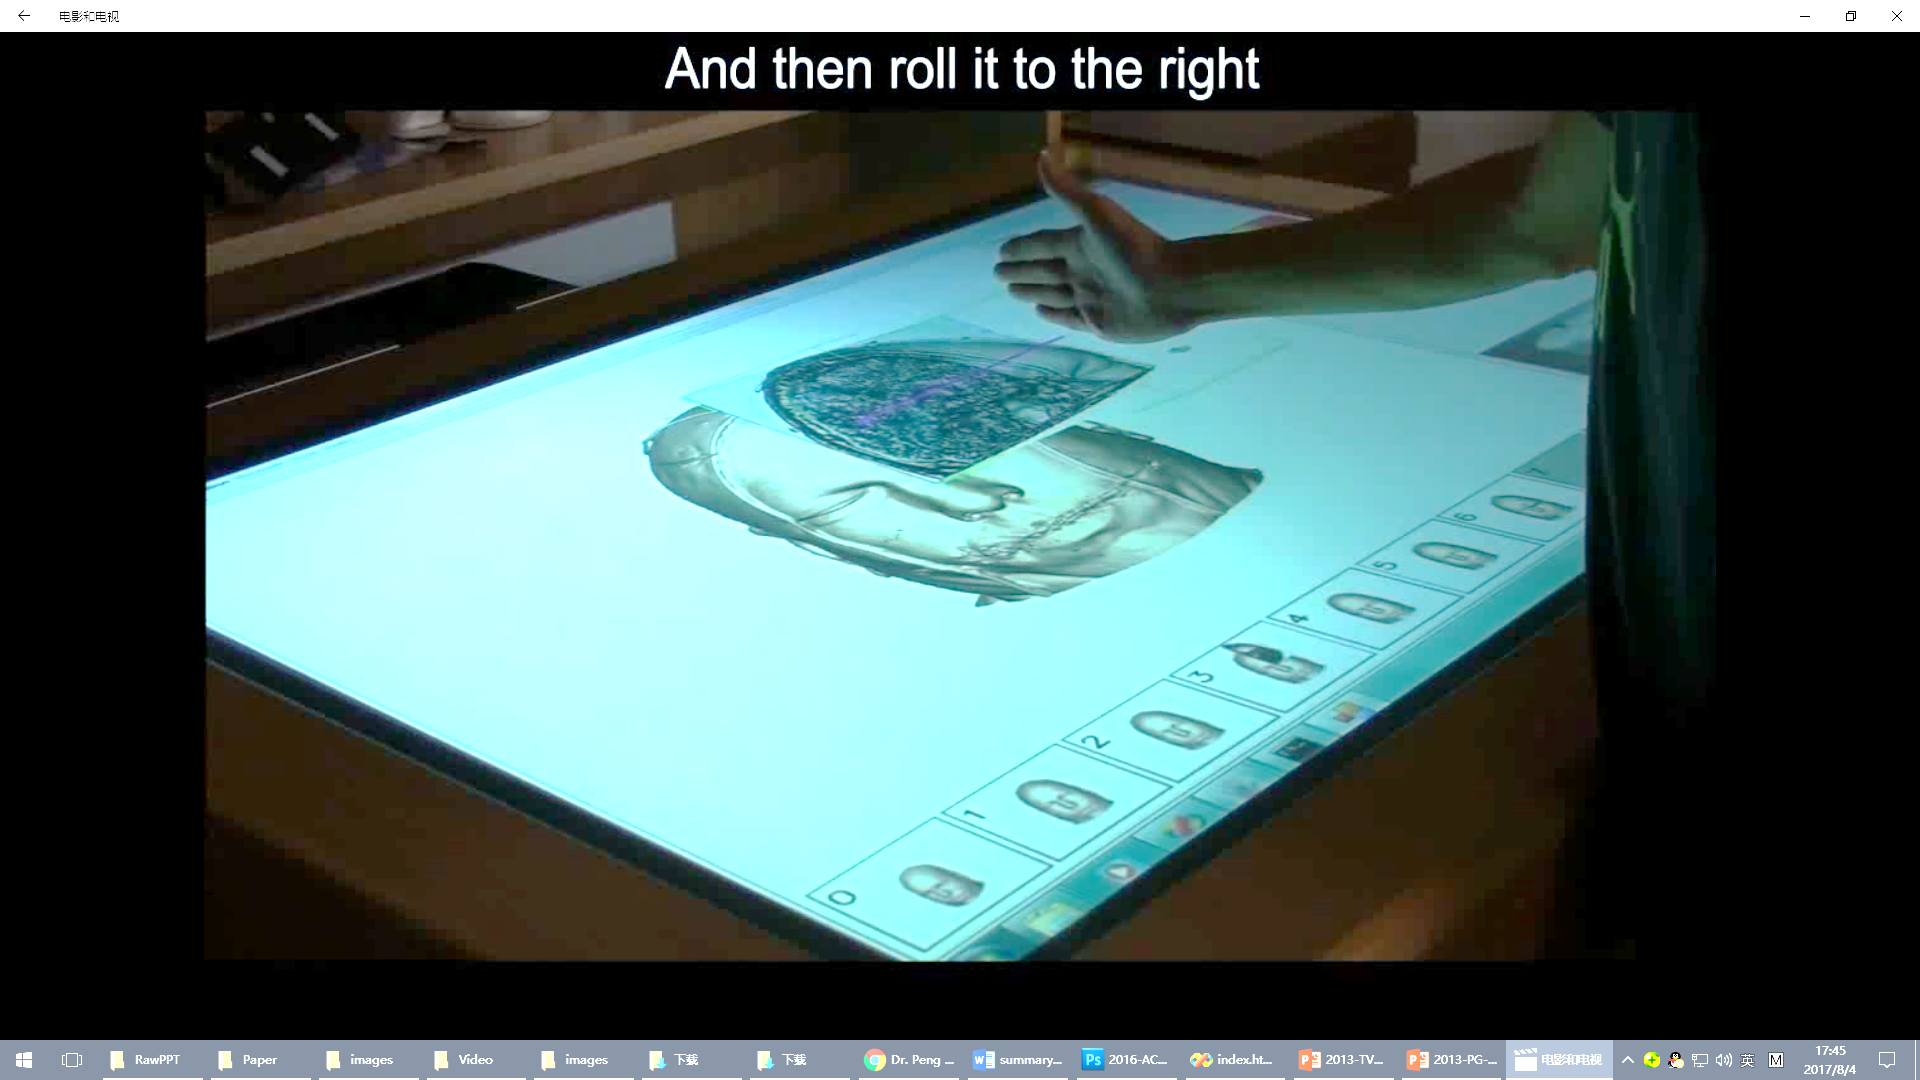 电影和电视
And then roll it to the right
7
6
5
4
3
2
1
0
RawPPT
Paper
images
Video
images
下载
下载
Dr. Peng ...
summary...
2016-AC...
index.ht...
2013-TV...
2013-PG-...
电影和电视
英
M
17:45
2017/8/4